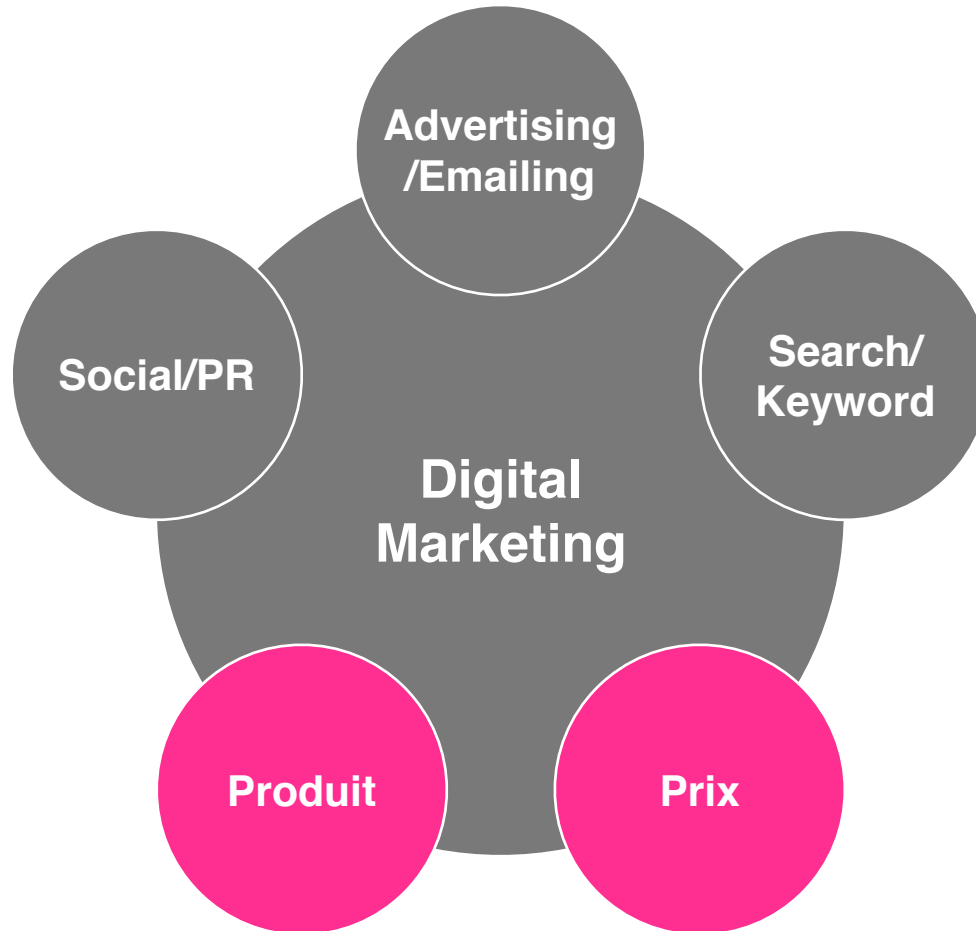 Advertising
/Emailing
Social/PR
Search/
Keyword
Digital
Marketing
Produit
Prix